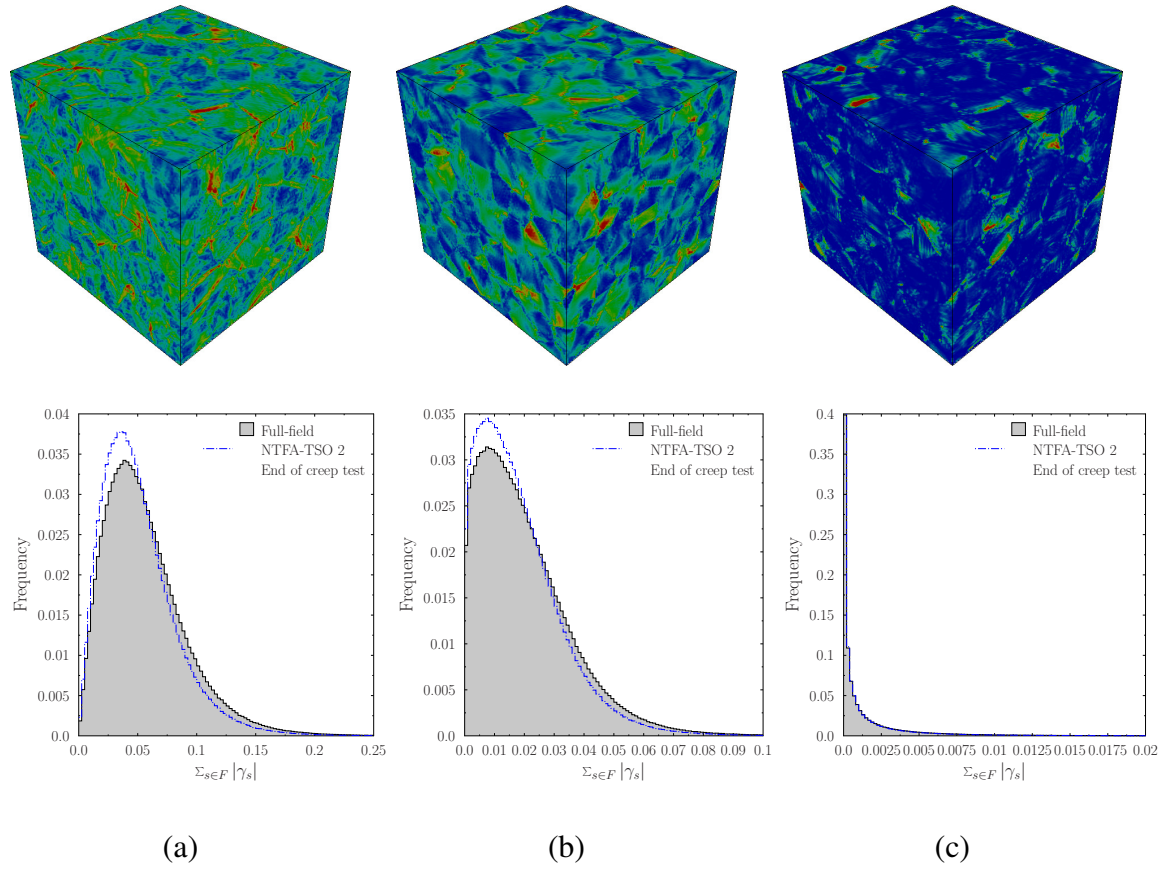 0.04
0.035
0.03
0.025
0.02
0.015
0.01
0.005
0.0
0.0 0.05 0.1 0.15 0.2 0.25
Frequency
Σs∈F |γs|
Full-field
NTFA-TSO 2
End of creep test
0.035
0.03
0.025
0.02
0.015
0.01
0.005
0.0
0.0 0.01 0.02 0.03 0.04 0.05 0.06 0.07 0.08 0.09 0.1
Frequency
Σs∈F |γs|
Full-field
NTFA-TSO 2
End of creep test
0.4
0.35
0.3
0.25
0.2
0.15
0.1
0.05
0.0
0.0 0.0025 0.005 0.0075 0.01 0.0125 0.015 0.0175 0.02
Frequency
Σs∈F |γs|
Full-field
NTFA-TSO 2
End of creep test
(a) (b) (c)